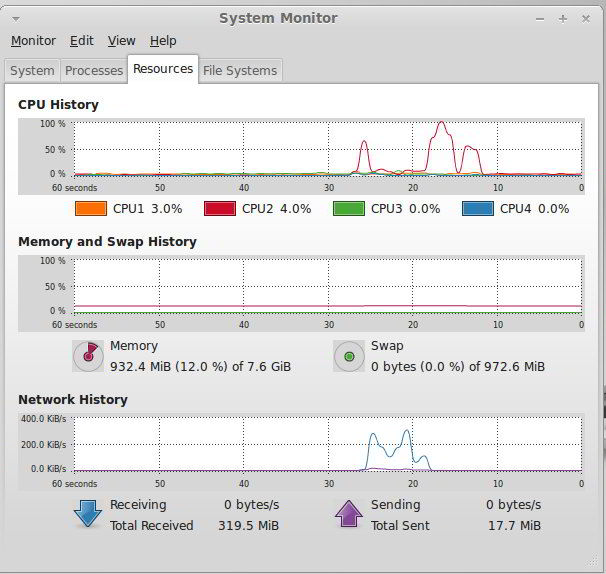 System Monitor
Monitor Edit View Help
System Processes Resources File Systems
CPU History
100 %
50 %
0 %
60 seconds 50 40 30 20 10 0
CPU1 3.0% CPU2 4.0% CPU3 0.0% CPU4 0.0%
Memory and Swap History
100 %
50 %
0 %
60 seconds 50 40 30 20 10 0
Memory Swap
932.4 MiB (12.0 %) of 7.6 GiB 0 bytes (0.0 %) of 972.6 MiB
Network History
400.0 KiB/s
200.0 KiB/s
0.0 KiB/s
60 seconds 50 40 30 20 10 0
Receiving 0 bytes/s Sending 0 bytes/s
Total Received 319.5 MiB Total Sent 17.7 MiB